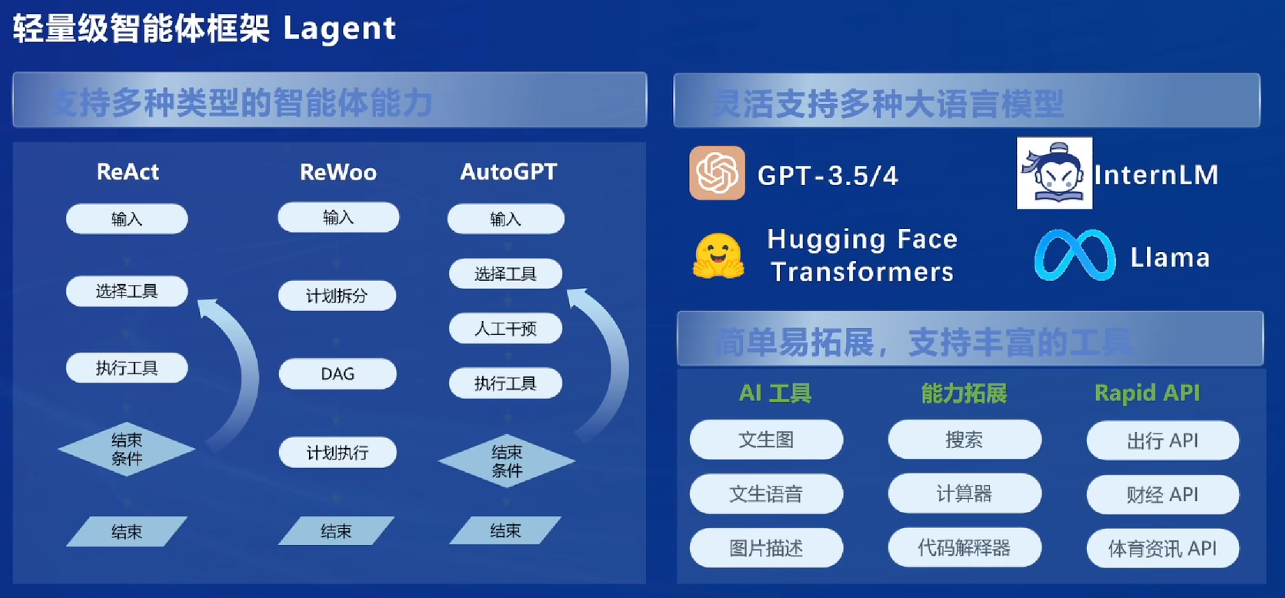 轻量级智能体框架 Lagent
支持多种类型的智能体能力
ReAct
输入
选择工具
执行工具
结束
条件
结束
ReWoo
输入
计划拆分
DAG
计划执行
结束
AutoGPT
输入
选择工具
人工干预
执行工具
结束
条件
结束
灵活支持多种大语言模型
GPT-3.5/4
InternLM
Hugging Face
Transformers
Llama
简单易拓展，支持丰富的工具
AI 工具
文生图
文生语音
图片描述
能力拓展
搜索
计算器
代码解释器
Rapid API
出行 API
财经 API
体育资讯 API